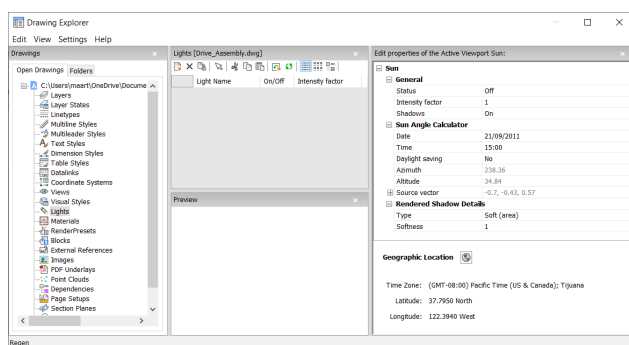 Drawing Explorer
Edit View Settings Help
Drawings
Open Drawings Folders
C:\Users\maart\OneDrive\Docume
Layers
Layer States
Linetypes
Multiline Styles
Multileader Styles
Text Styles
Dimension Styles
Table Styles
Datalinks
Coordinate Systems
Views
Visual Styles
Lights
Materials
RenderPresets
Blocks
External References
Images
PDF Underlays
Point Clouds
Dependencies
Page Setups
Section Planes
Regen
Lights [Drive_Assembly.dwg]
Light Name On/Off Intensity factor
Preview
Edit properties of the Active Viewport Sun:
Sun
General
Status Off
Intensity factor 1
Shadows On
Sun Angle Calculator
Date 21/09/2011
Time 15:00
Daylight saving No
Azimuth 238.36
Altitude 34.84
Source vector -0.7, -0.43, 0.57
Rendered Shadow Details
Type Soft (area)
Softness 1
Geographic Location
Time Zone: (GMT-08:00) Pacific Time (US & Canada); Tijuana
Latitude: 37.7950 North
Longitude: 122.3940 West